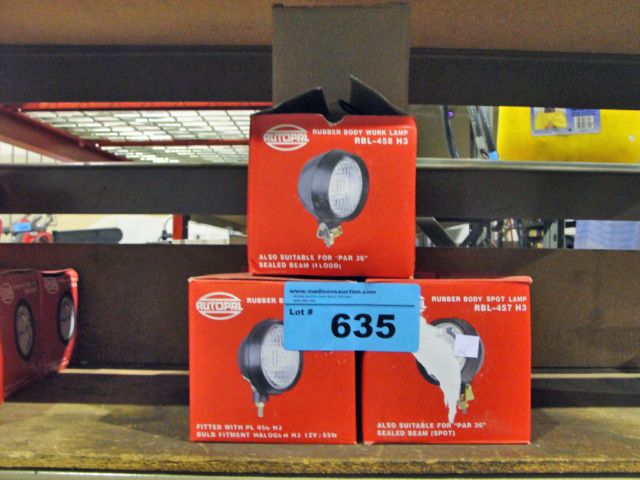 AUTOPAL
RUBBER BODY WORK LAMP
RBL-458 H3
ALSO SUITABLE FOR "PAR 36"
SEALED BEAM (FLOOD)
www.madisonsauction.com
Lot #
635
AUTOPAL
RUBBER BO
FITTED WITH PL 450 H3
BULB FITMENT HALOGEN H3 12V/55W
RUBBER BODY SPOT LAMP
RBL-457 H3
ALSO SUITABLE FOR "PAR 36"
SEALED BEAM (SPOT)